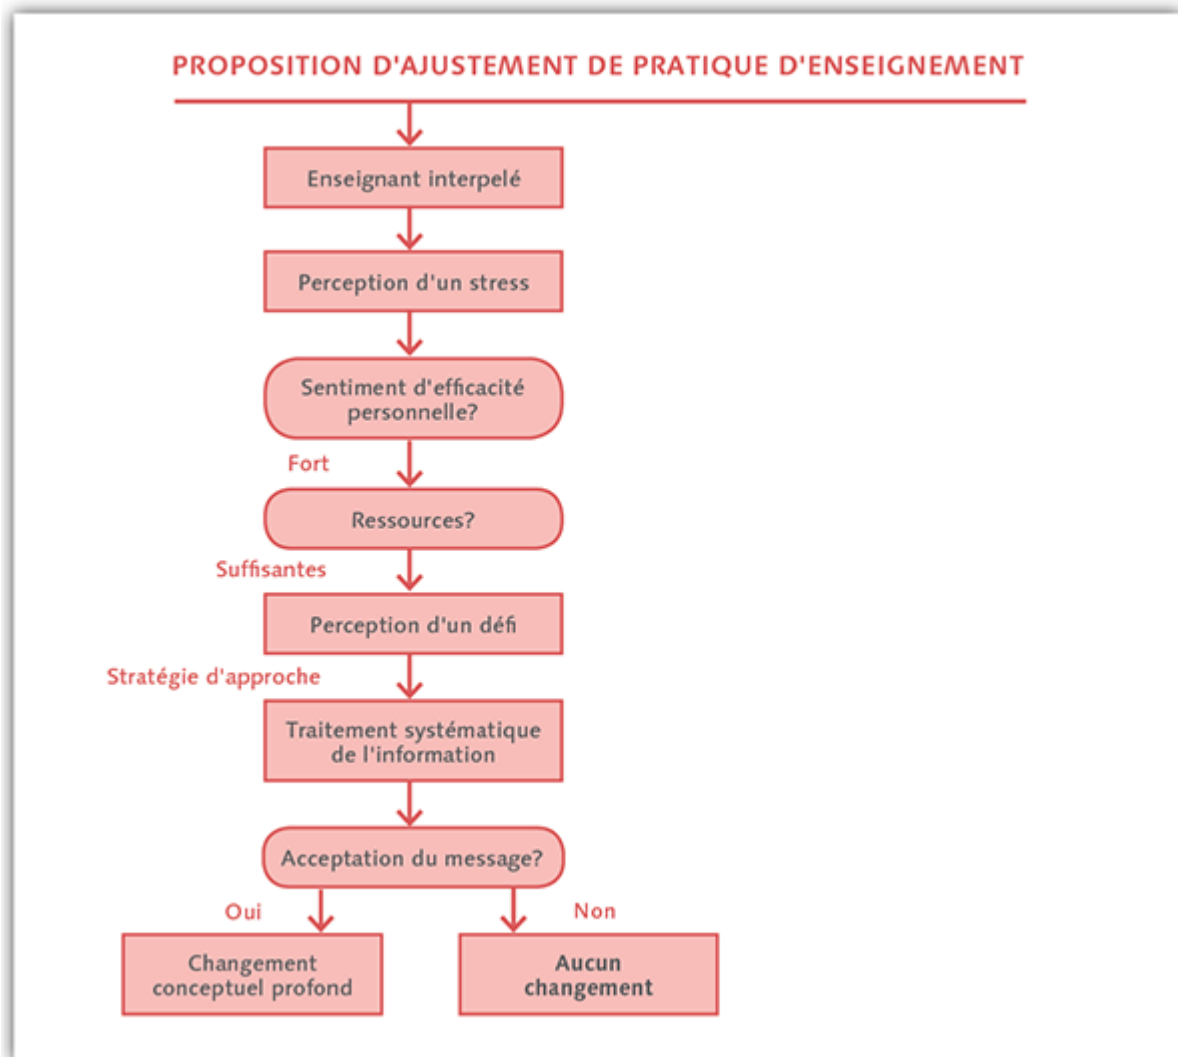 PROPOSITION D'AJUSTEMENT DE PRATIQUE D'ENSEIGNEMENT
Enseignant interpelé
Perception d'un stress
Sentiment d'efficacité
personnelle?
Fort
Ressources?
Suffisantes
Perception d'un défi
Stratégie d'approche
Traitement systématique
de l'information
Acceptation du message?
Oui
Non
Changement
conceptuel profond
Aucun
changement